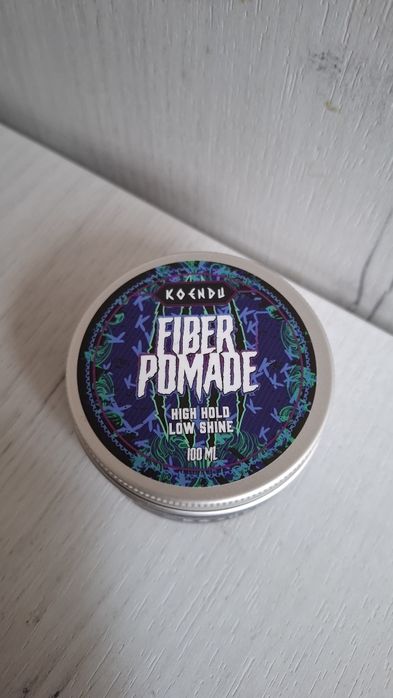 KOENDU
FIBER
POMADE
HIGH HOLD
LOW SHINE
100 ML